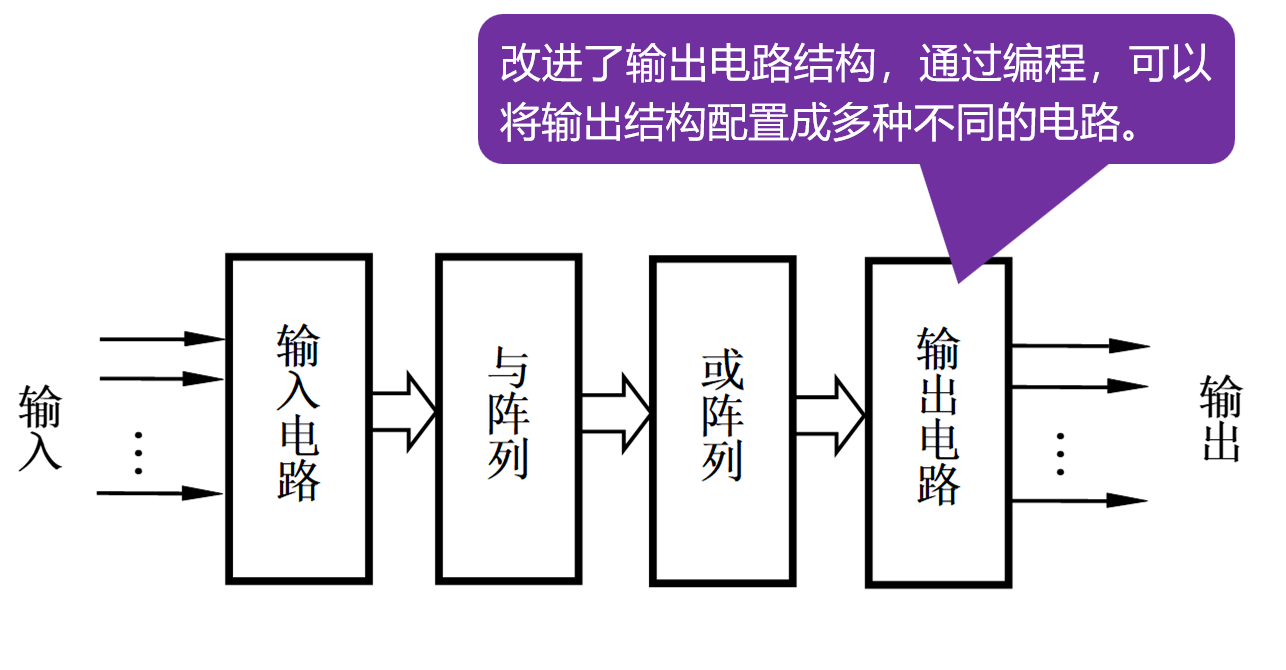 改进了输出电路结构，通过编程，可以
将输出结构配置成多种不同的电路。
输入
输入电路
与阵列
或阵列
输出电路
输出